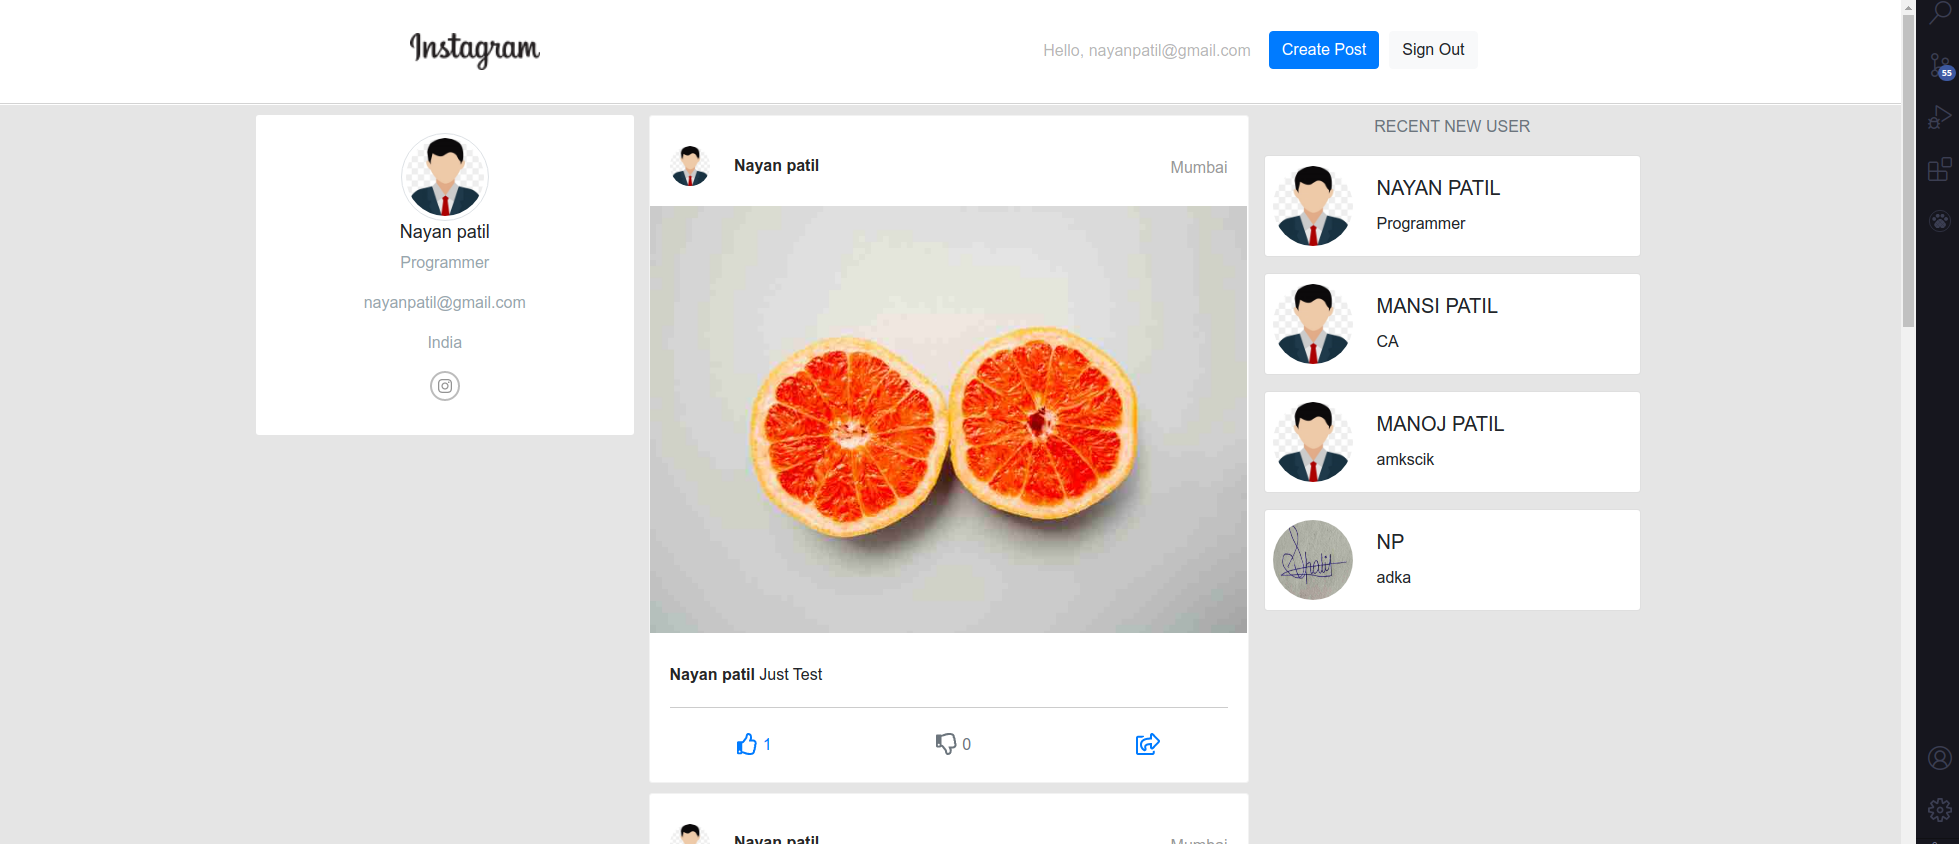 Instagram
Hello, nayanpatil@gmail.com
Create Post
Sign Out
55
Nayan patil
Programmer
nayanpatil@gmail.com
India
Nayan patil
Mumbai
Nayan patil Just Test
1
0
Nayan patil
Mumbai
RECENT NEW USER
NAYAN PATIL
Programmer
MANSI PATIL
CA
MANOJ PATIL
amkscik
NP
adka